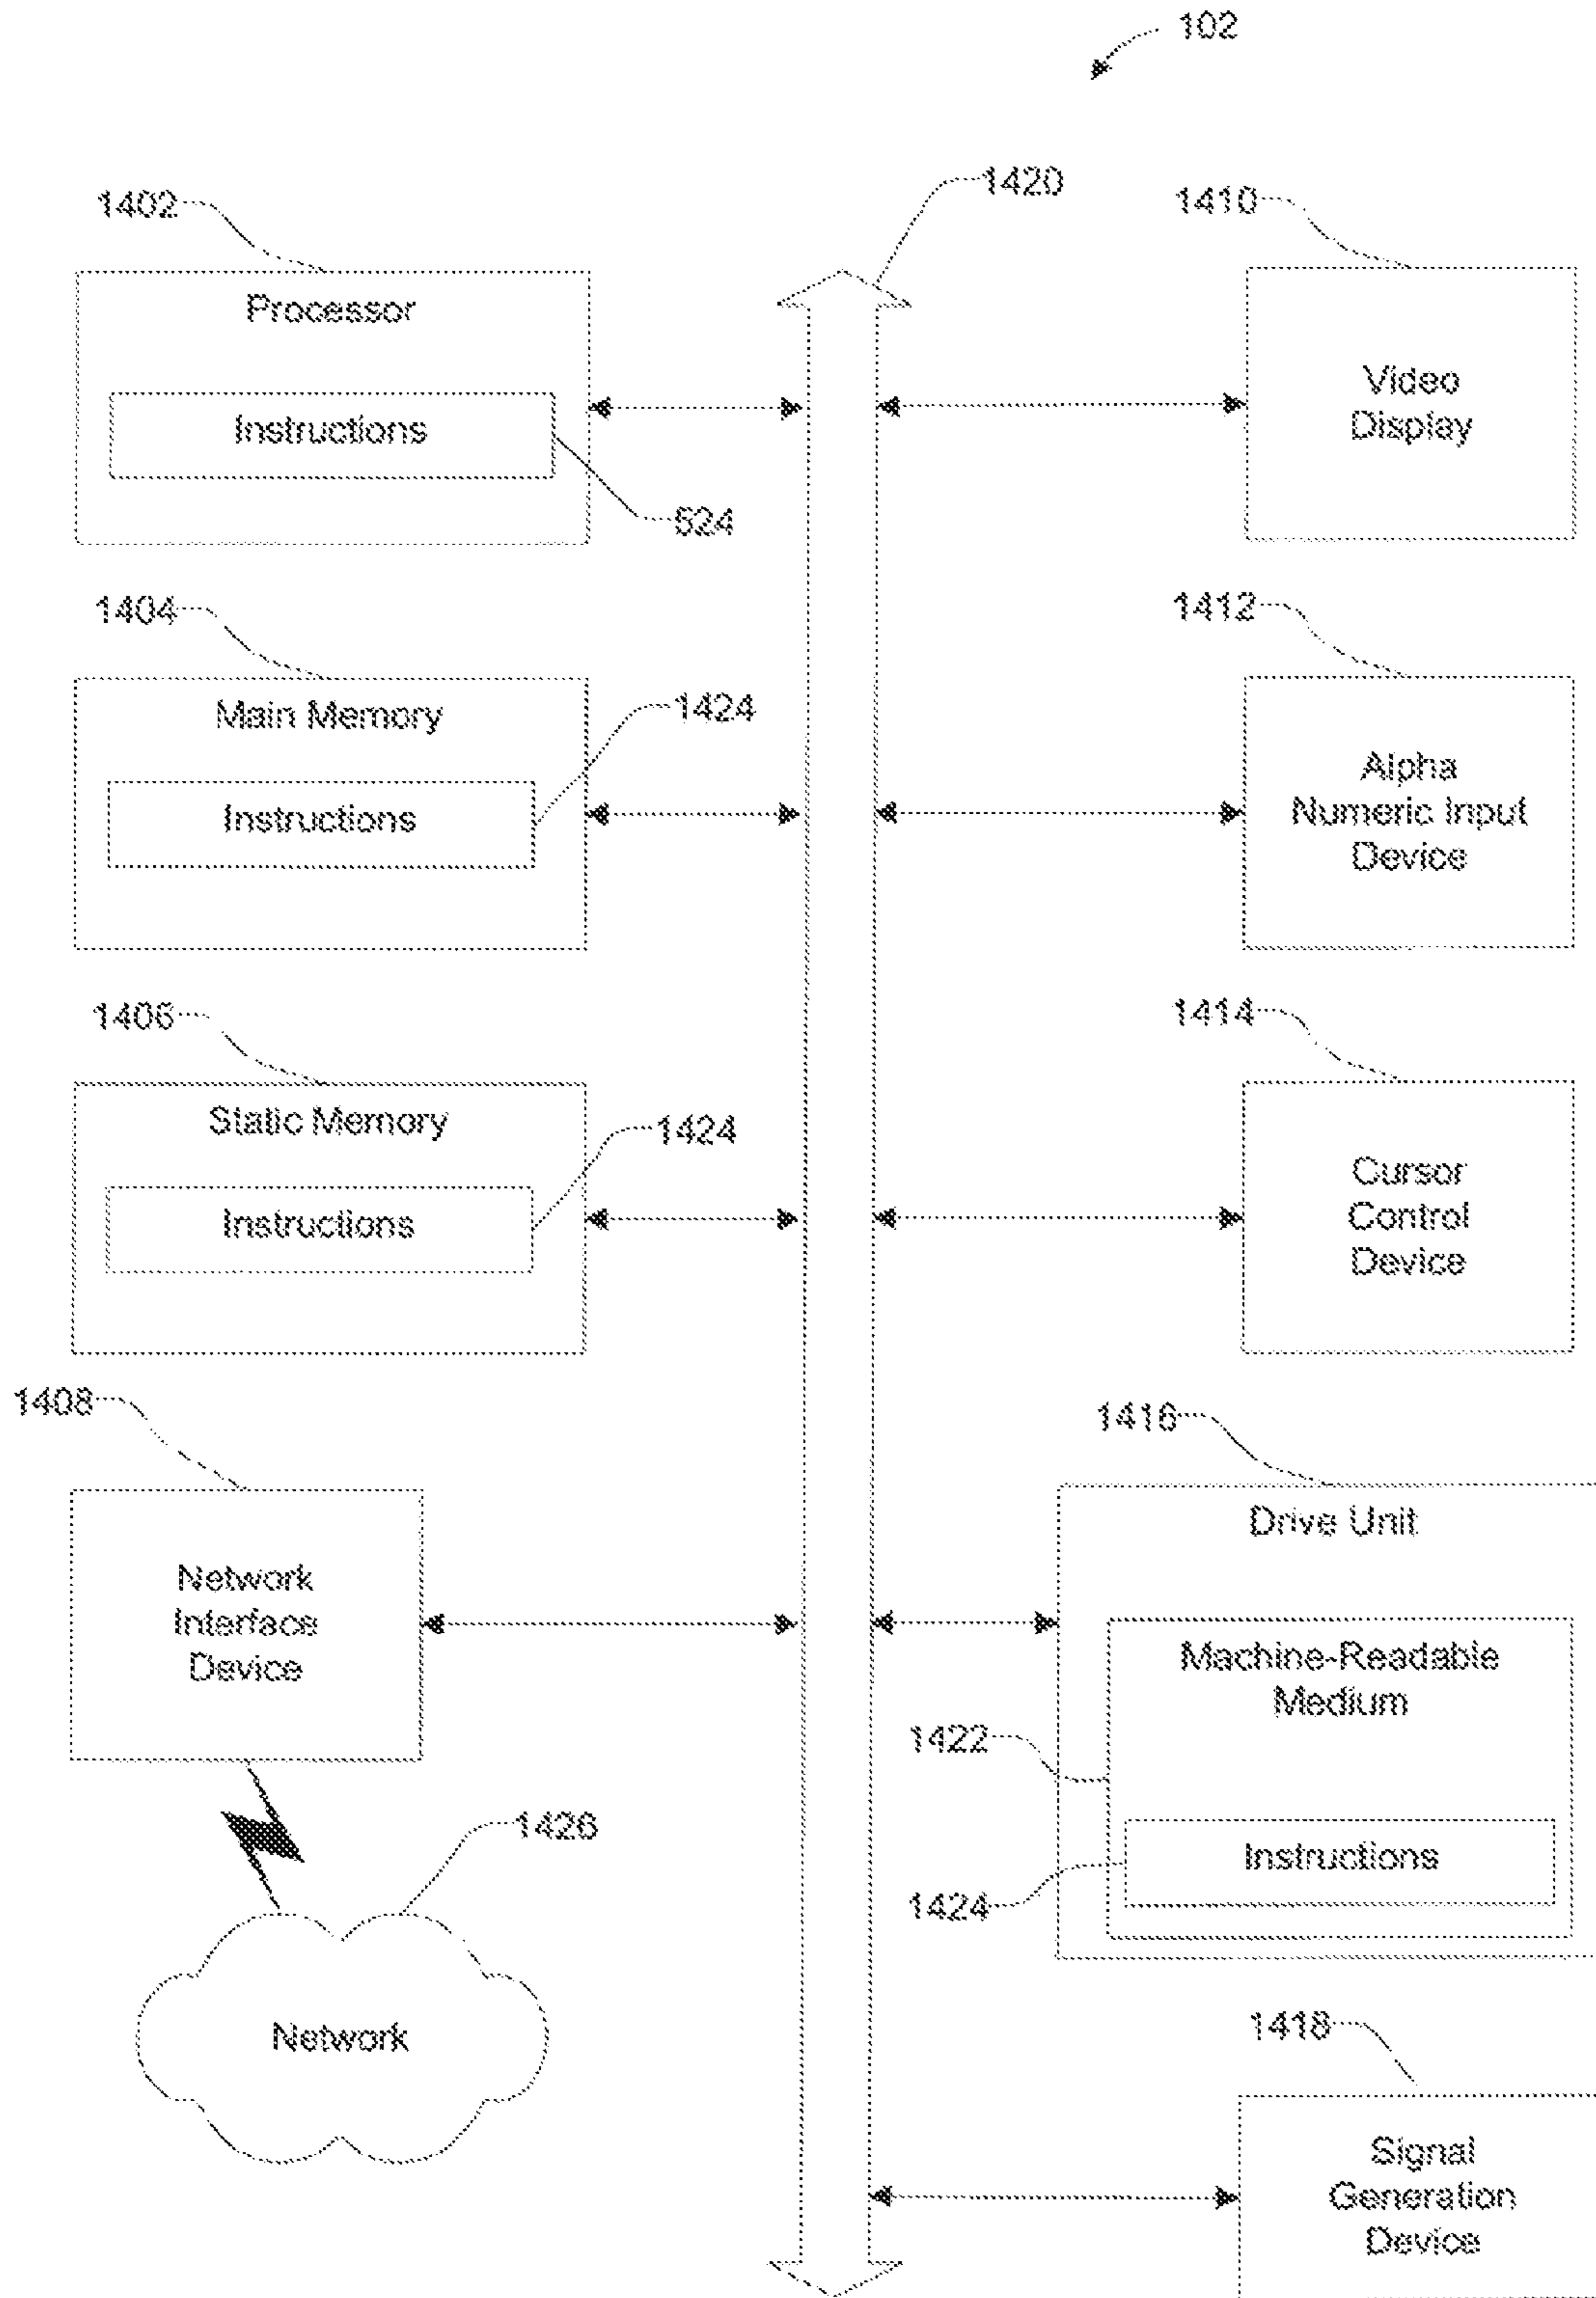 102
1420
1402
1410
Processor
Instructions
524
Video
Display
1404
1412
Main Memory
1424
Instructions
Alpha
Numeric Input
Device
1406
1414
Static Memory
1424
Instructions
Cursor
Control
Device
1408
1416
Drive Unit
Network
Interface
Device
Machine-Readable
Medium
1422
1426
Instructions
1424
Network
1418
Signal
Generation
Device